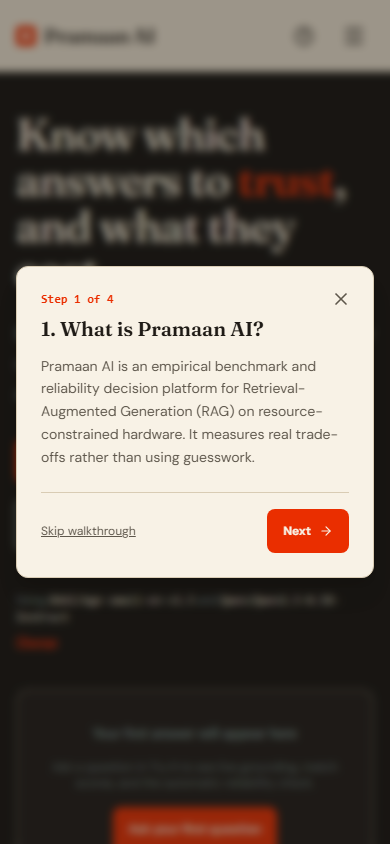 Pramaan AI
Know which
answers to trust,
and what they
Step 1 of 4
1. What is Pramaan AI?
Pramaan AI is an empirical benchmark and
reliability decision platform for Retrieval-
Augmented Generation (RAG) on resource-
constrained hardware. It measures real trade-
offs rather than using guesswork.
Skip walkthrough
Next →
Your first answer will appear here
Ask your first question